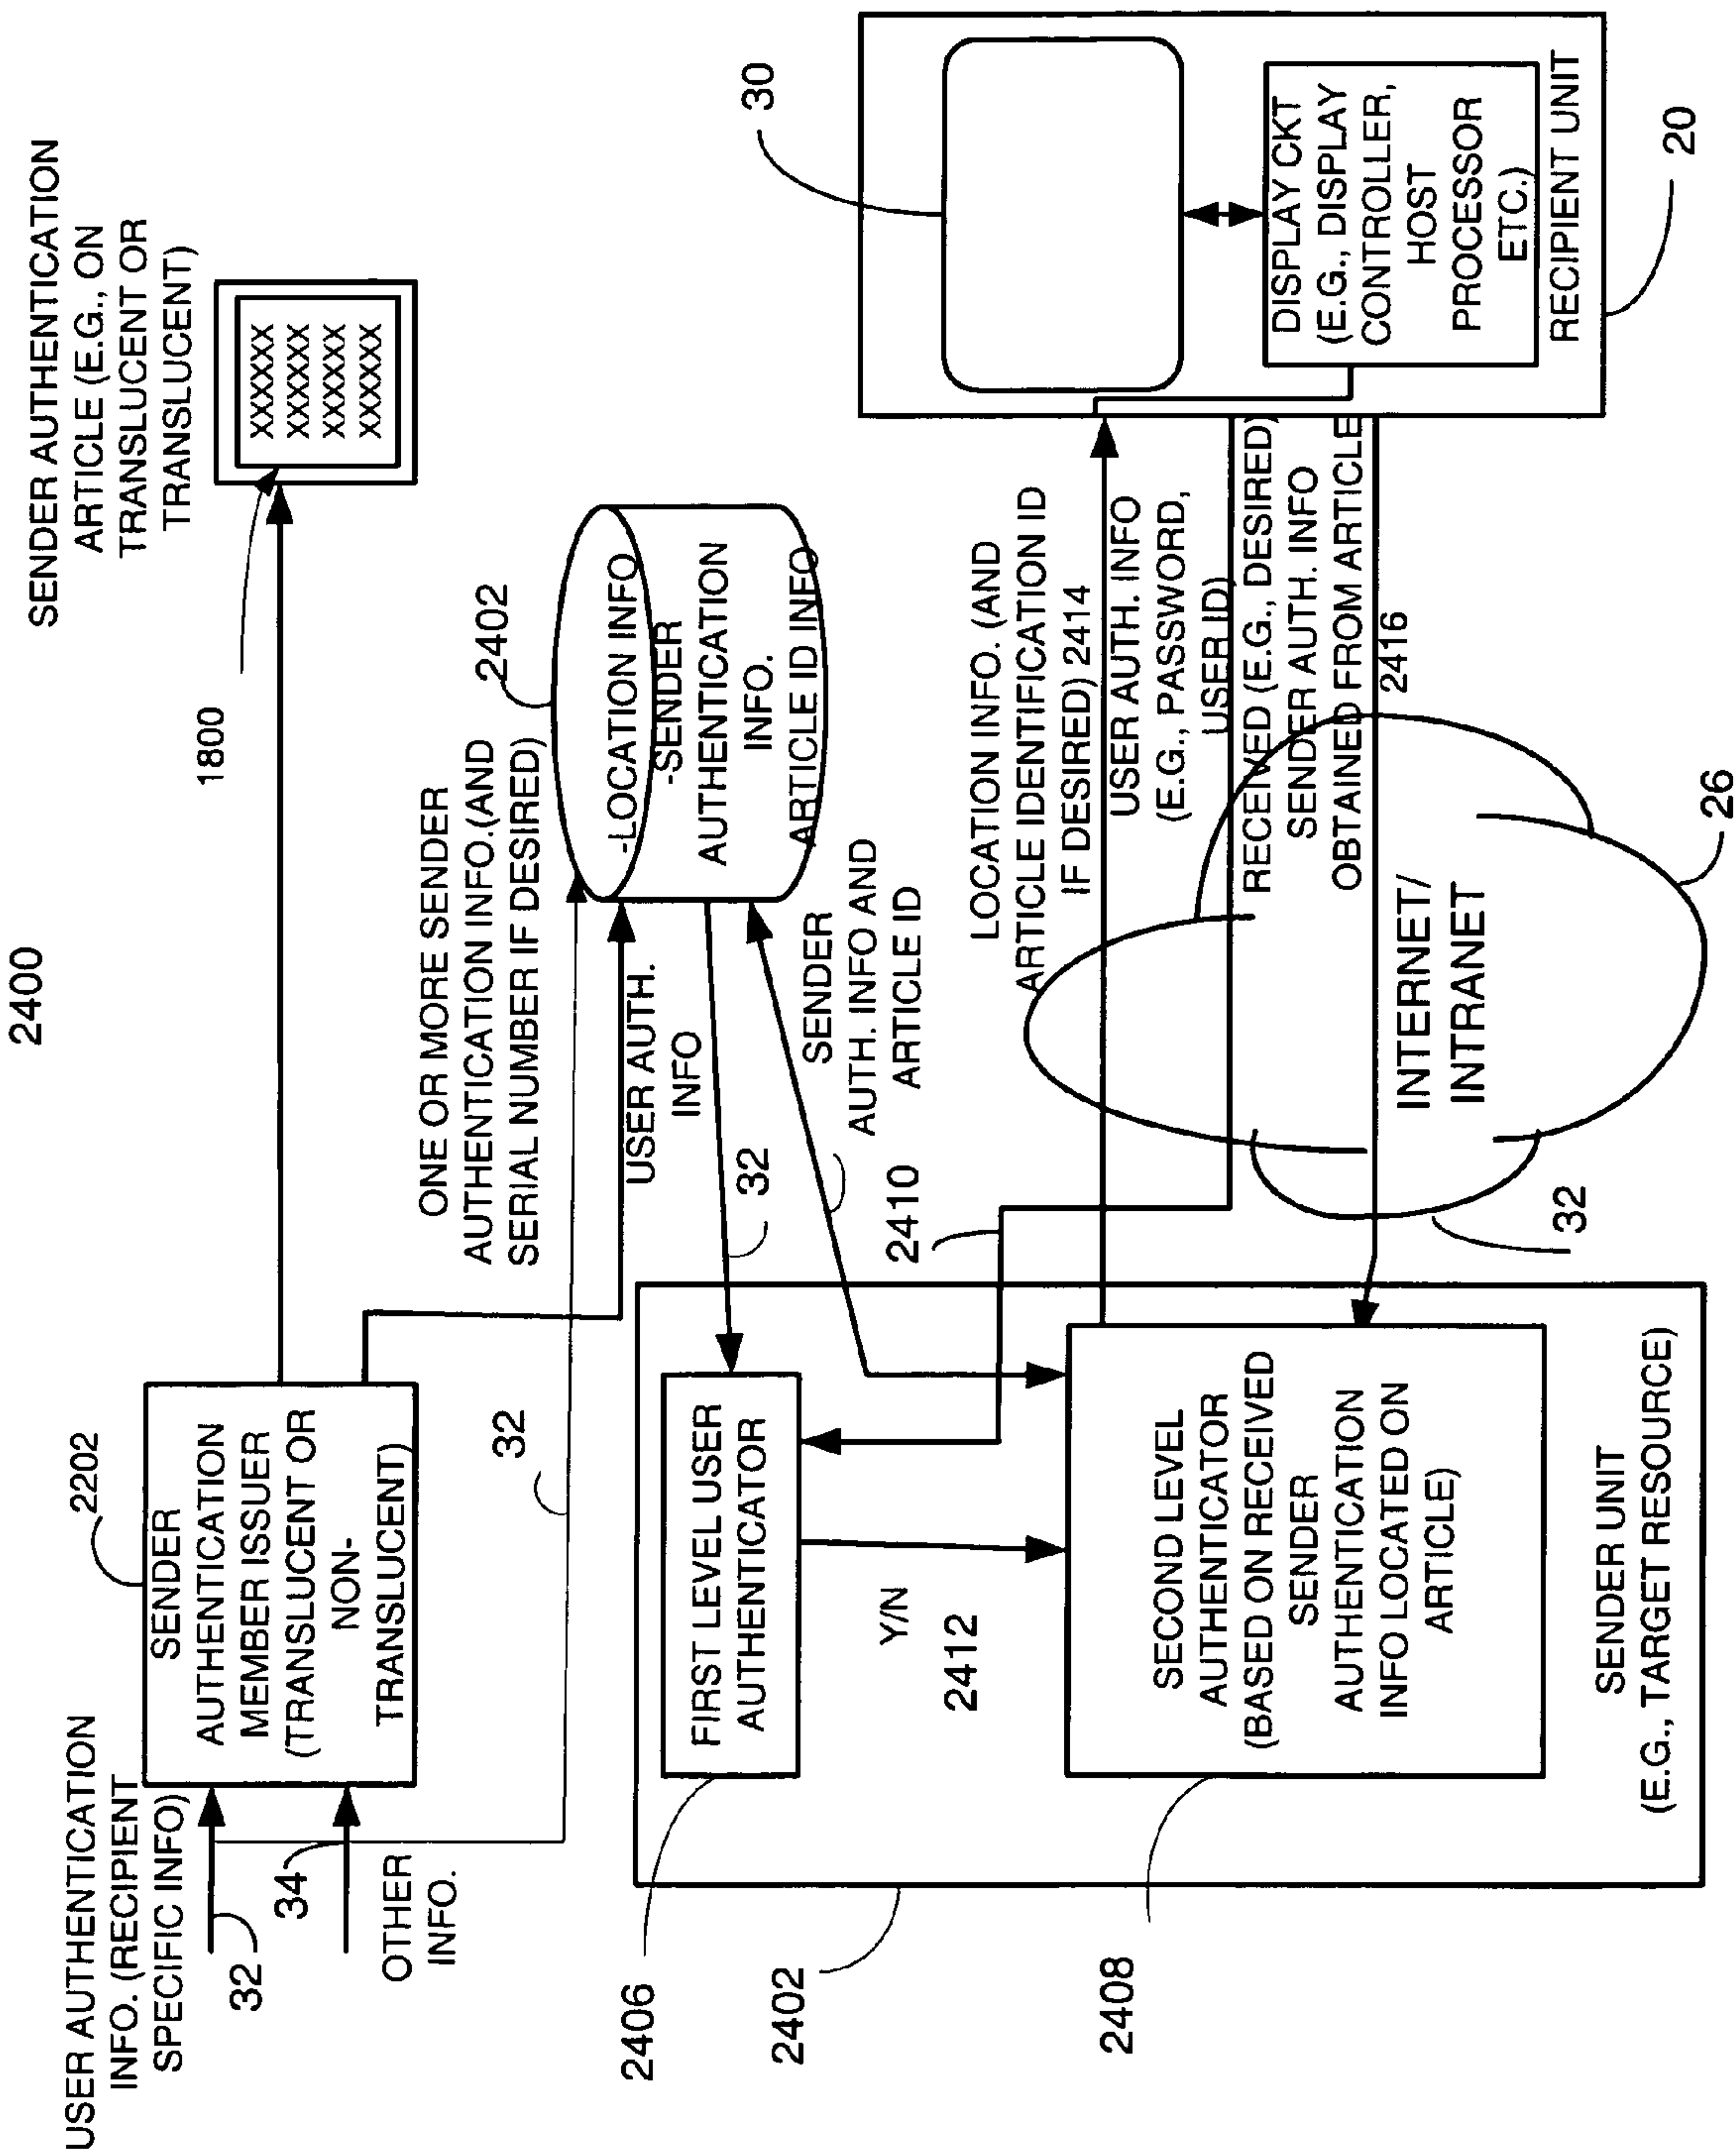 2400
USER AUTHENTICATION
INFO. (RECIPIENT
SPECIFIC INFO)
32
34
OTHER
INFO.
2202
SENDER
AUTHENTICATION
MEMBER ISSUER
(TRANSLUCENT OR
NON-
TRANSLUCENT)
SENDER AUTHENTICATION
ARTICLE (E.G., ON
TRANSLUCENT OR
TRANSLUCENT)
1800
XXXXXX
XXXXXX
XXXXXX
XXXXXX
ONE OR MORE SENDER
AUTHENTICATION INFO.(AND
SERIAL NUMBER IF DESIRED)
32
USER AUTH.
INFO
2402
-LOCATION INFO
-SENDER
AUTHENTICATION
INFO.
ARTICLE ID INFO
32
SENDER
AUTH. INFO AND
ARTICLE ID
2410
2406
FIRST LEVEL USER
AUTHENTICATOR
Y/N
2412
2402
2408
SECOND LEVEL
AUTHENTICATOR
(BASED ON RECEIVED
SENDER
AUTHENTICATION
INFO LOCATED ON
ARTICLE)
SENDER UNIT
(E.G., TARGET RESOURCE)
LOCATION INFO. (AND
ARTICLE IDENTIFICATION ID
IF DESIRED) 2414
USER AUTH. INFO
(E.G., PASSWORD,
USER ID)
RECEIVED (E.G., DESIRED)
SENDER AUTH. INFO
OBTAINED FROM ARTICLE
2416
INTERNET/
INTRANET
32
26
30
DISPLAY CKT
(E.G., DISPLAY
CONTROLLER,
HOST
PROCESSOR
ETC.)
RECIPIENT UNIT
20